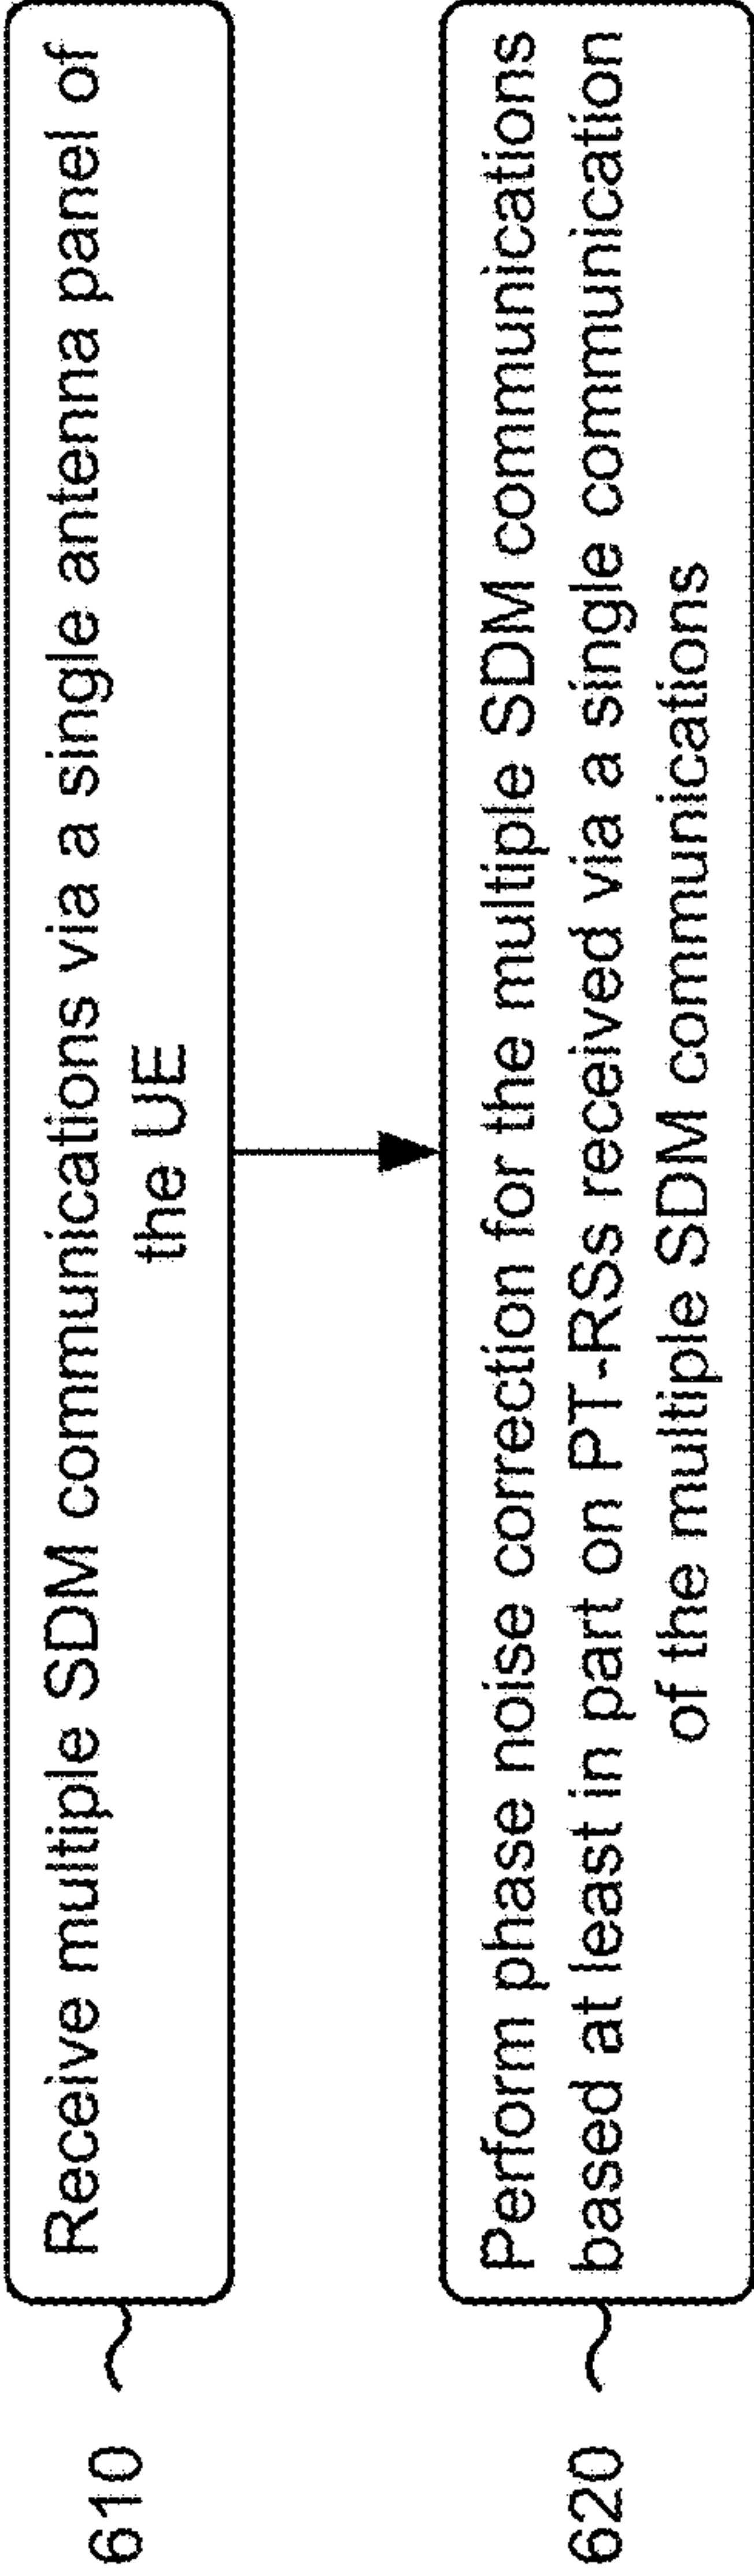 610
Receive multiple SDM communications via a single antenna panel of
the UE
620
Perform phase noise correction for the multiple SDM communications
based at least in part on PT-RSs received via a single communication
of the multiple SDM communications